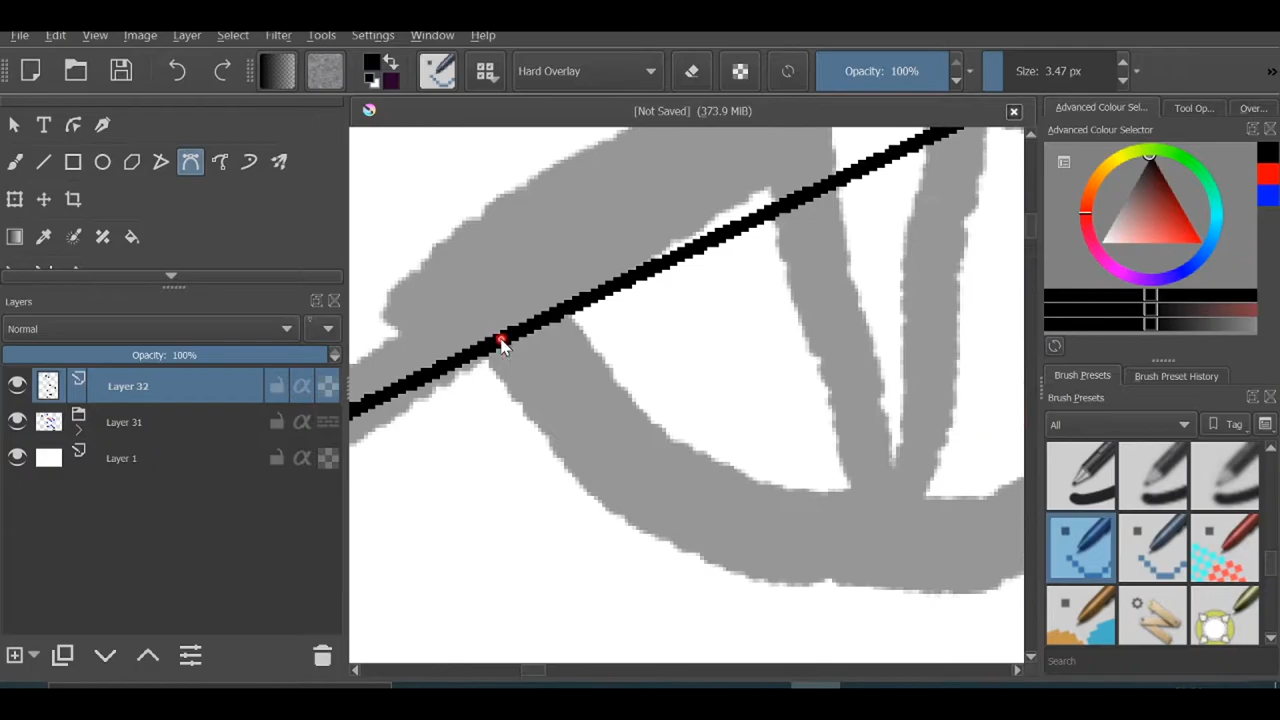 File Edit View Image Layer Select Filter Tools Settings Window Help
Hard Overlay Opacity: 100% Size: 3.47 px »
[Not Saved] (373.9 MiB)
Advanced Colour Sel... Tool Op... Over...
Advanced Colour Selector
T
Layers
Normal
Opacity: 100%
Layer 32
Layer 31
Layer 1
Brush Presets Brush Preset History
Brush Presets
All Tag
Search